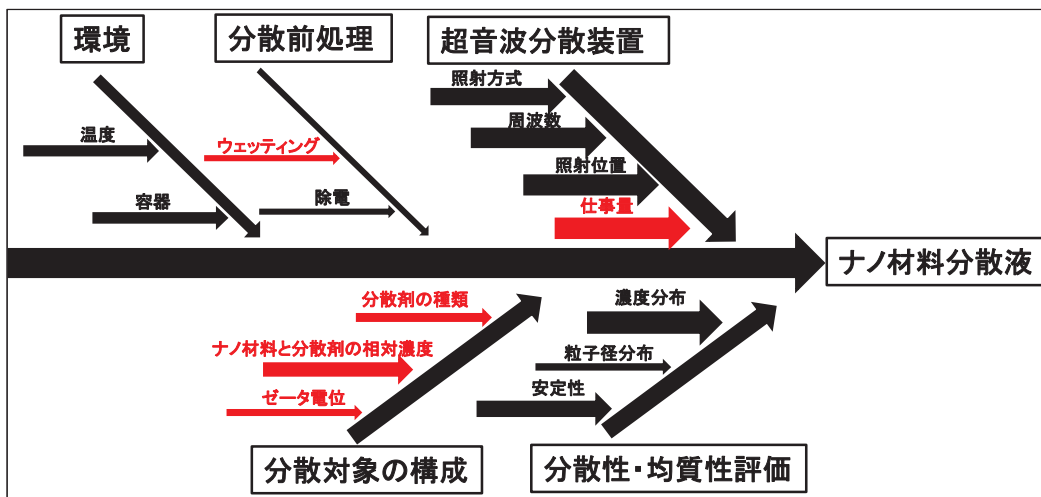 環境
分散前処理
超音波分散装置
照射方式
温度
ウェッティング
周波数
照射位置
容器
除電
仕事量
ナノ材料分散液
分散剤の種類
濃度分布
ナノ材料と分散剤の相対濃度
粒子径分布
ゼータ電位
安定性
分散対象の構成
分散性・均質性評価